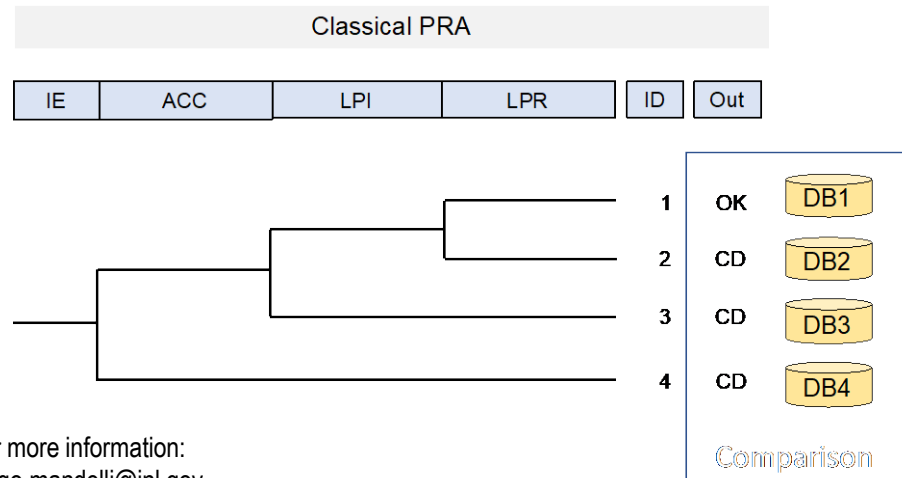 Classical PRA
IE ACC LPI LPR ID Out
1 OK DB1
2 CD DB2
3 CD DB3
4 CD DB4
more information:
Comparison